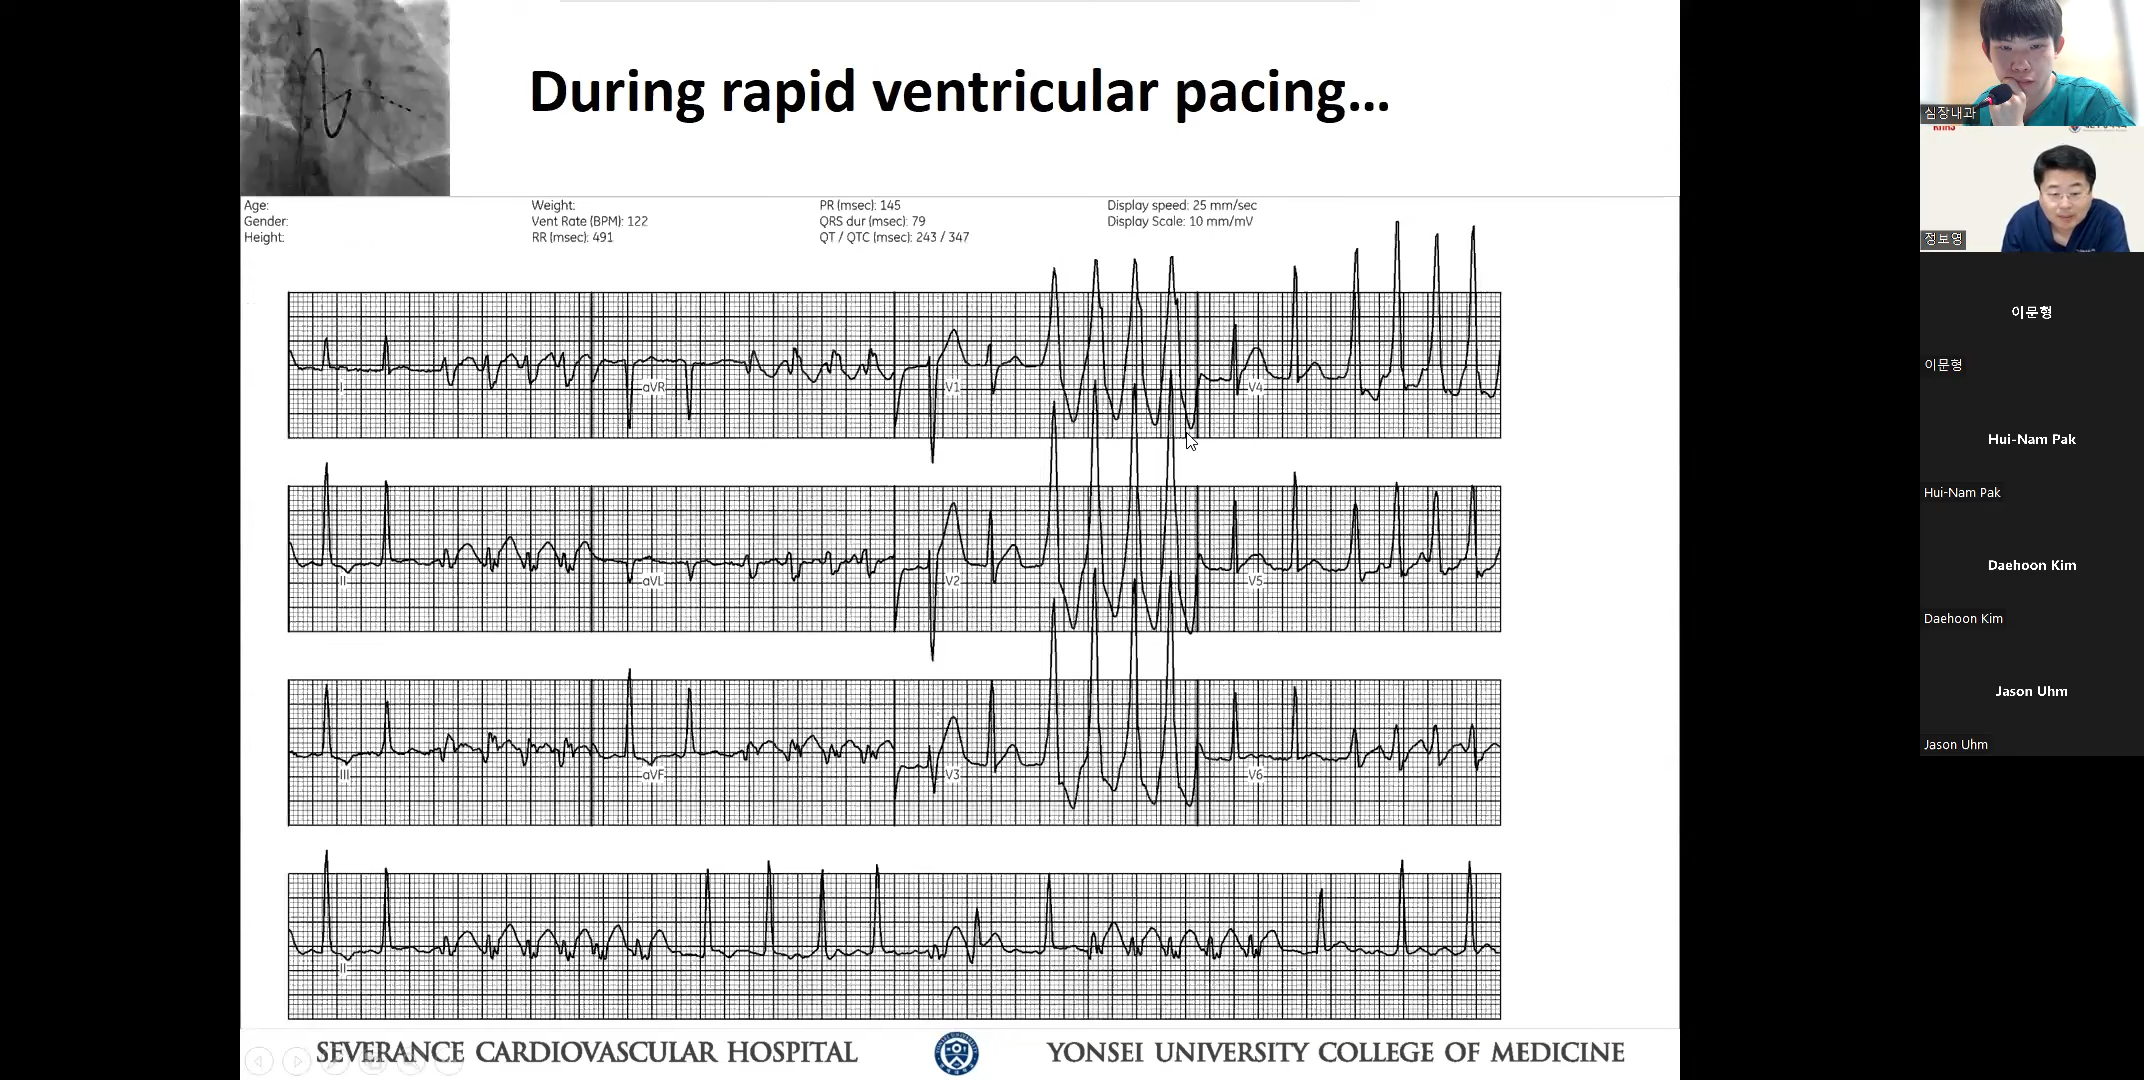 During rapid ventricular pacing...
Age:
Gender:
Height:
Weight:
Vent Rate (BPM): 122
RR (msec): 491
PR (msec): 145
QRS dur (msec): 79
QT / QTC (msec): 243 / 347
Display speed: 25 mm/sec
Display Scale: 10 mm/mV
I
aVR
V1
V4
II
aVL
V2
V5
III
aVF
V3
V6
II
SEVERANCE CARDIOVASCULAR HOSPITAL
YONSEI UNIVERSITY COLLEGE OF MEDICINE
심장내과
정보영
이문형
이문형
Hui-Nam Pak
Hui-Nam Pak
Daehoon Kim
Daehoon Kim
Jason Uhm
Jason Uhm